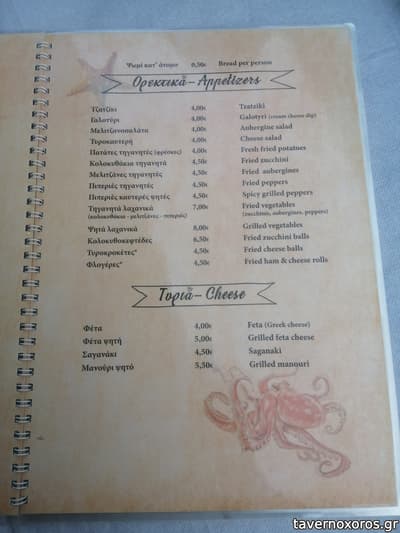 Ψωμί κατ' άτομο 0,50€ Bread per person
Ορεκτικά - Appetizers
Τζατζίκι 4,00€ Tzatziki
Γαλοτύρι 4,00€ Galotyri (cream cheese dip)
Μελιτζανοσαλάτα 4,00€ Aubergine salad
Τυροκαυτερή 4,00€ Cheese salad
Πατάτες τηγανητές (φρέσκες) 4,00€ Fresh fried potatoes
Κολοκυθάκια τηγανητά 4,50€ Fried zucchini
Μελιτζάνες τηγανητές 4,50€ Fried aubergines
Πιπεριές τηγανητές 4,50€ Fried peppers
Πιπεριές καυτερές ψητές 4,50€ Spicy grilled peppers
Τηγανητά λαχανικά 7,00€ Fried vegetables
(κολοκυθάκια - μελιτζάνες - πιπεριές) (zucchinis, aubergines, peppers)
Ψητά λαχανικά 8,00€ Grilled vegetables
Κολοκυθοκεφτέδες 6,50€ Fried zucchini balls
Τυροκροκέτες* 4,50€ Fried cheese balls
Φλογέρες* 4,50€ Fried ham & cheese rolls
Τυριά - Cheese
Φέτα 4,00€ Feta (Greek cheese)
Φέτα ψητή 5,00€ Grilled feta cheese
Σαγανάκι 4,50€ Saganaki
Μανούρι ψητό 5,50€ Grilled manouri
tavernoxoros.gr